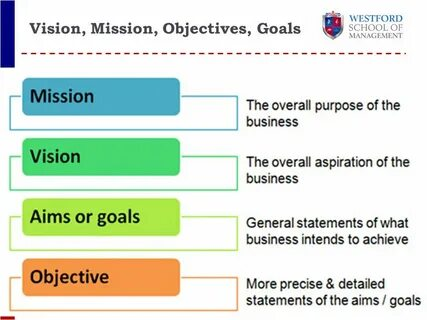 Vision, Mission, Objectives, Goals
WESTFORD
SCHOOL OF
MANAGEMENT
Mission
The overall purpose of the
business
Vision
The overall aspiration of the
business
Aims or goals
General statements of what
business intends to achieve
Objective
More precise & detailed
statements of the aims / goals